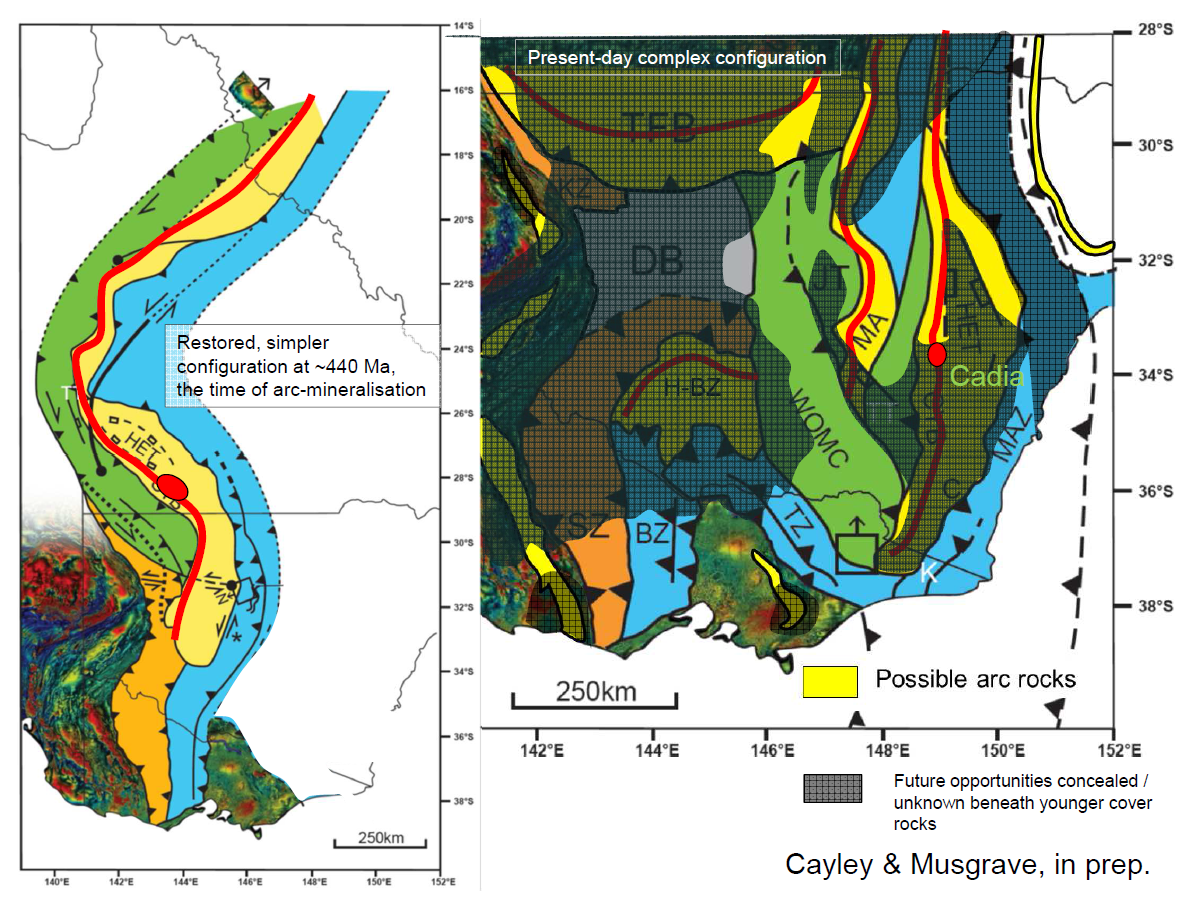 14°S
16°S
18°S
20°S
22°S
24°S
26°S
28°S
30°S
32°S
34°S
36°S
38°S
Restored, simpler
configuration at ~440 Ma,
the time of arc-mineralisation
T
HET
*
250km
140°E 142°E 144°E 146°E 148°E 150°E 152°E
Present-day complex configuration
28°S
30°S
32°S
34°S
36°S
38°S
TFB
KZ
DB
JT
MA
HET
Cadia
H-BZ
WOMC
MAZ
SZ
BZ
TZ
K
250km
Possible arc rocks
142°E 144°E 146°E 148°E 150°E 152°E
Future opportunities concealed /
unknown beneath younger cover
rocks
Cayley & Musgrave, in prep.